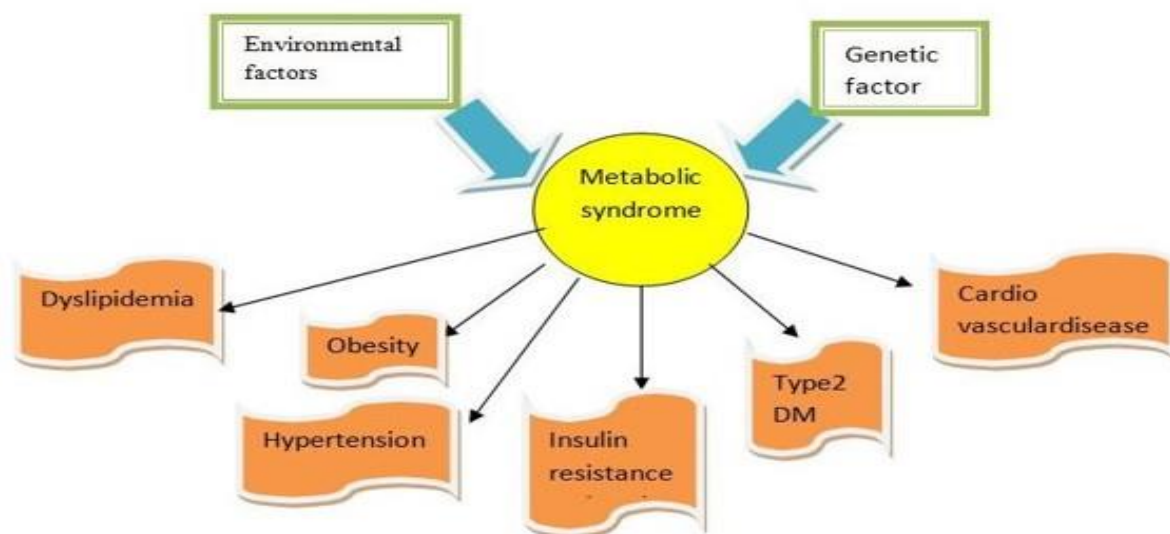 Environmental
factors
Genetic
factor
Metabolic
syndrome
Dyslipidemia
Obesity
Hypertension
Insulin
resistance
Type2
DM
Cardio
vasculardisease